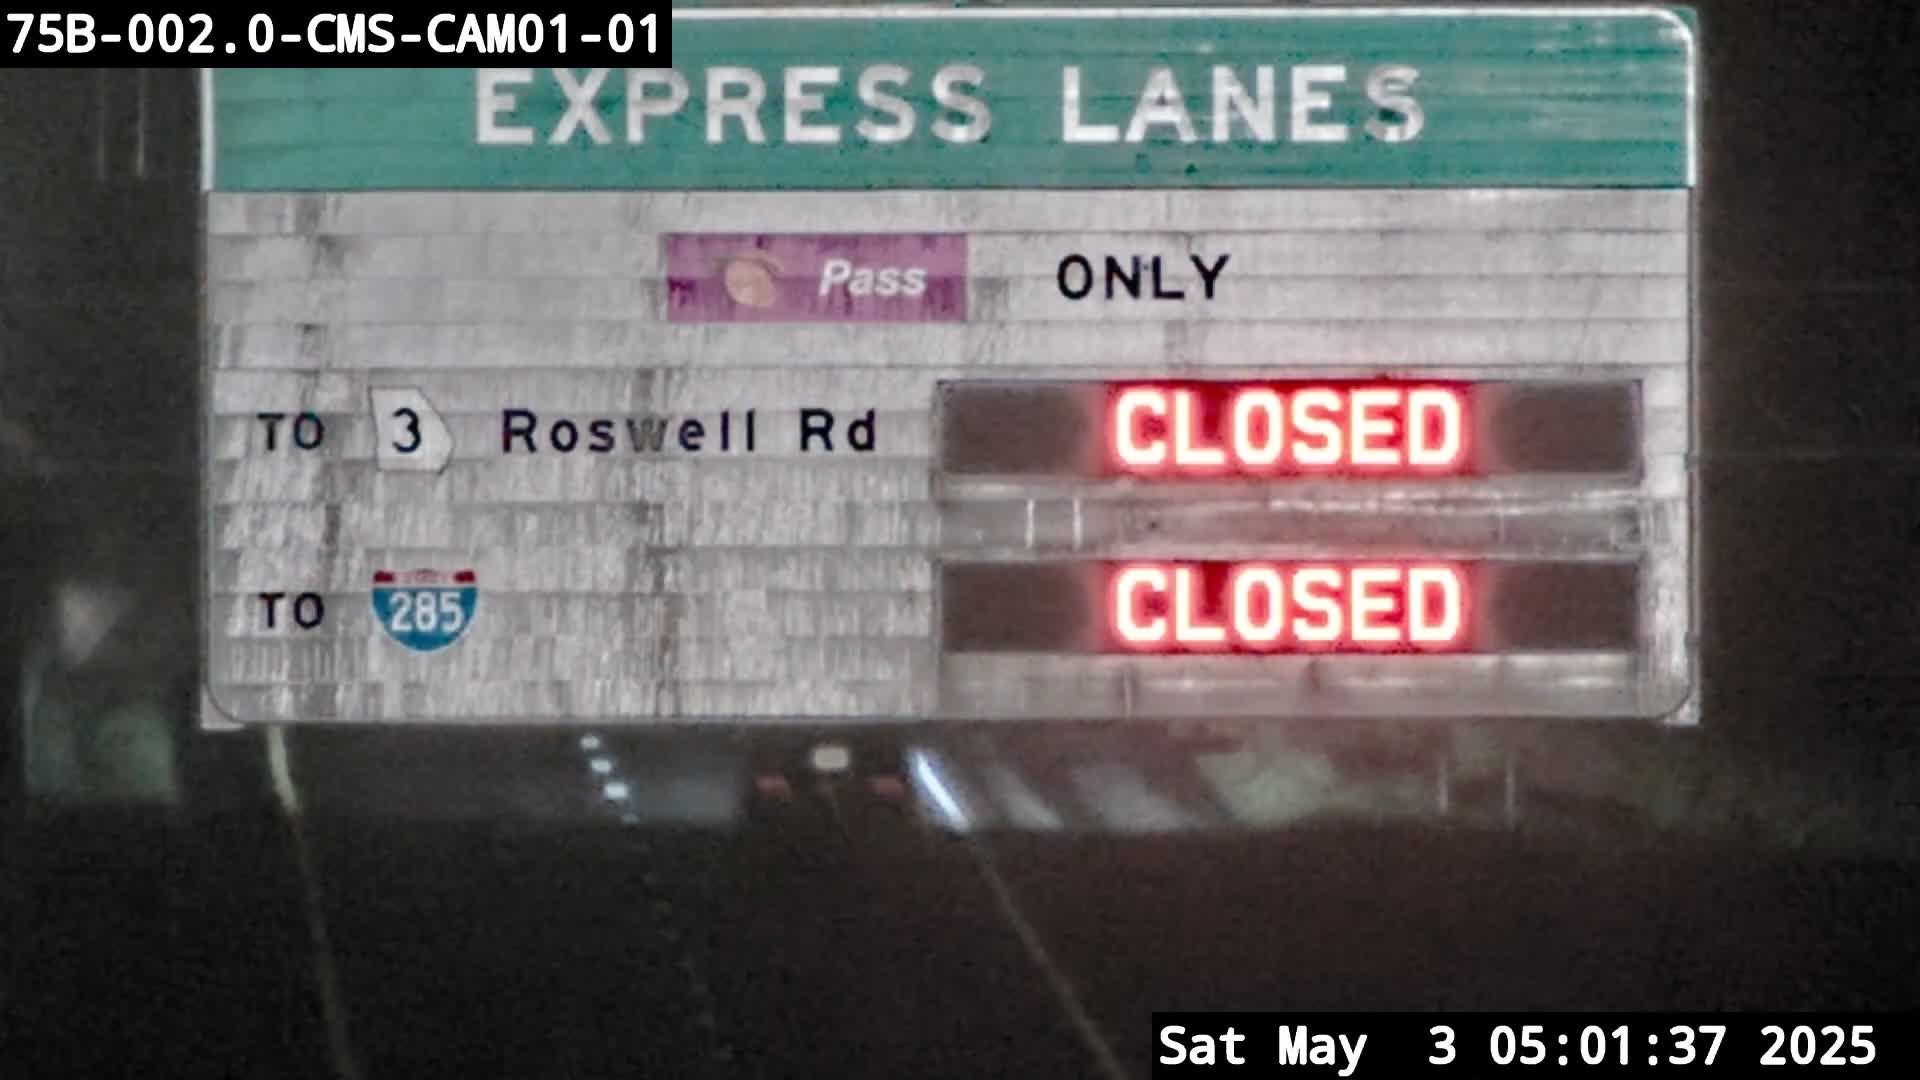 75B-002.0-CMS-CAM01-01
EXPRESS LANES
Pass ONLY
TO 3 Roswell Rd CLOSED
TO 285 CLOSED
Sat May 3 05:01:37 2025